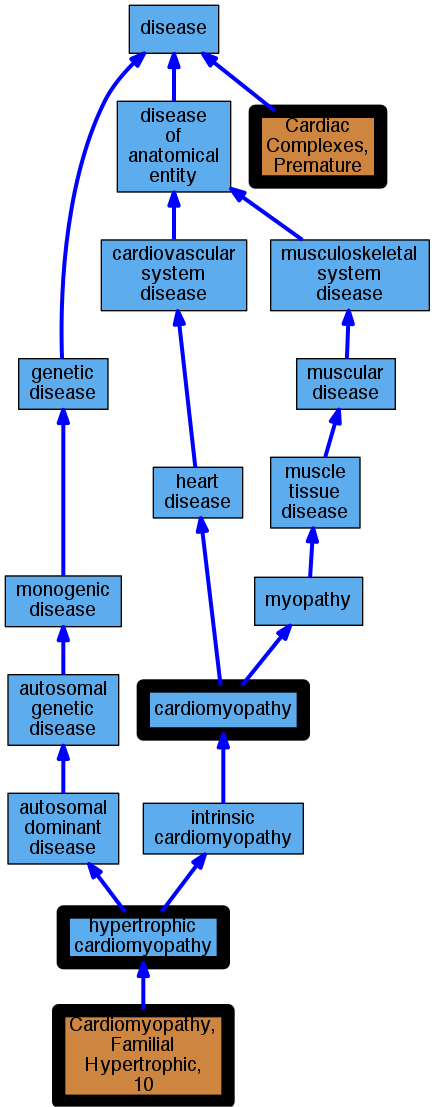 disease
disease
of
anatomical
entity
Cardiac
Complexes,
Premature
cardiovascular
system
disease
musculoskeletal
system
disease
genetic
disease
muscular
disease
heart
disease
muscle
tissue
disease
monogenic
disease
myopathy
autosomal
genetic
disease
cardiomyopathy
autosomal
dominant
disease
intrinsic
cardiomyopathy
hypertrophic
cardiomyopathy
Cardiomyopathy,
Familial
Hypertrophic,
10